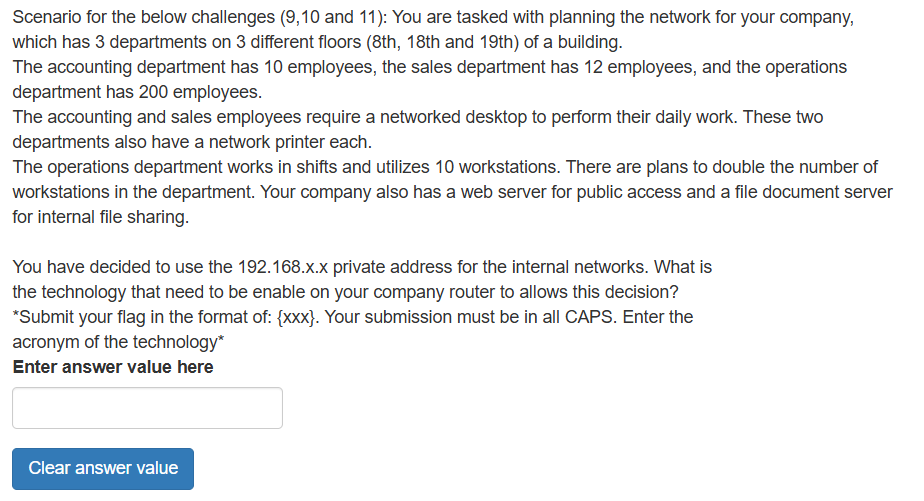 Scenario for the below challenges (9,10 and 11): You are tasked with planning the network for your company,
which has 3 departments on 3 different floors (8th, 18th and 19th) of a building.
The accounting department has 10 employees, the sales department has 12 employees, and the operations
department has 200 employees.
The accounting and sales employees require a networked desktop to perform their daily work. These two
departments also have a network printer each.
The operations department works in shifts and utilizes 10 workstations. There are plans to double the number of
workstations in the department. Your company also has a web server for public access and a file document server
for internal file sharing.
You have decided to use the 192.168.x.x private address for the internal networks. What is
the technology that need to be enable on your company router to allows this decision?
*Submit your flag in the format of: {xxx}. Your submission must be in all CAPS. Enter the
acronym of the technology*
Enter answer value here
Clear answer value